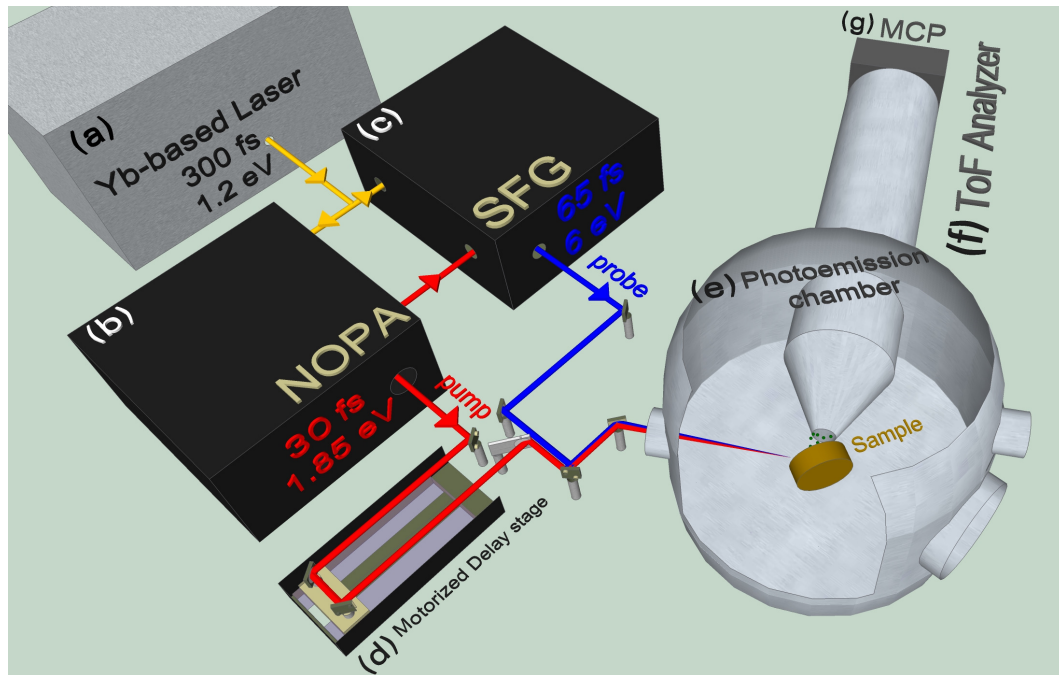 (a)
Yb-based Laser
300 fs
1.2 eV
(b)
NOPA
30 fs
1.85 eV
pump
(c)
SFG
65 fs
6 eV
probe
(d) Motorized Delay stage
(e) Photoemission
chamber
Sample
(f) ToF Analyzer
(g) MCP